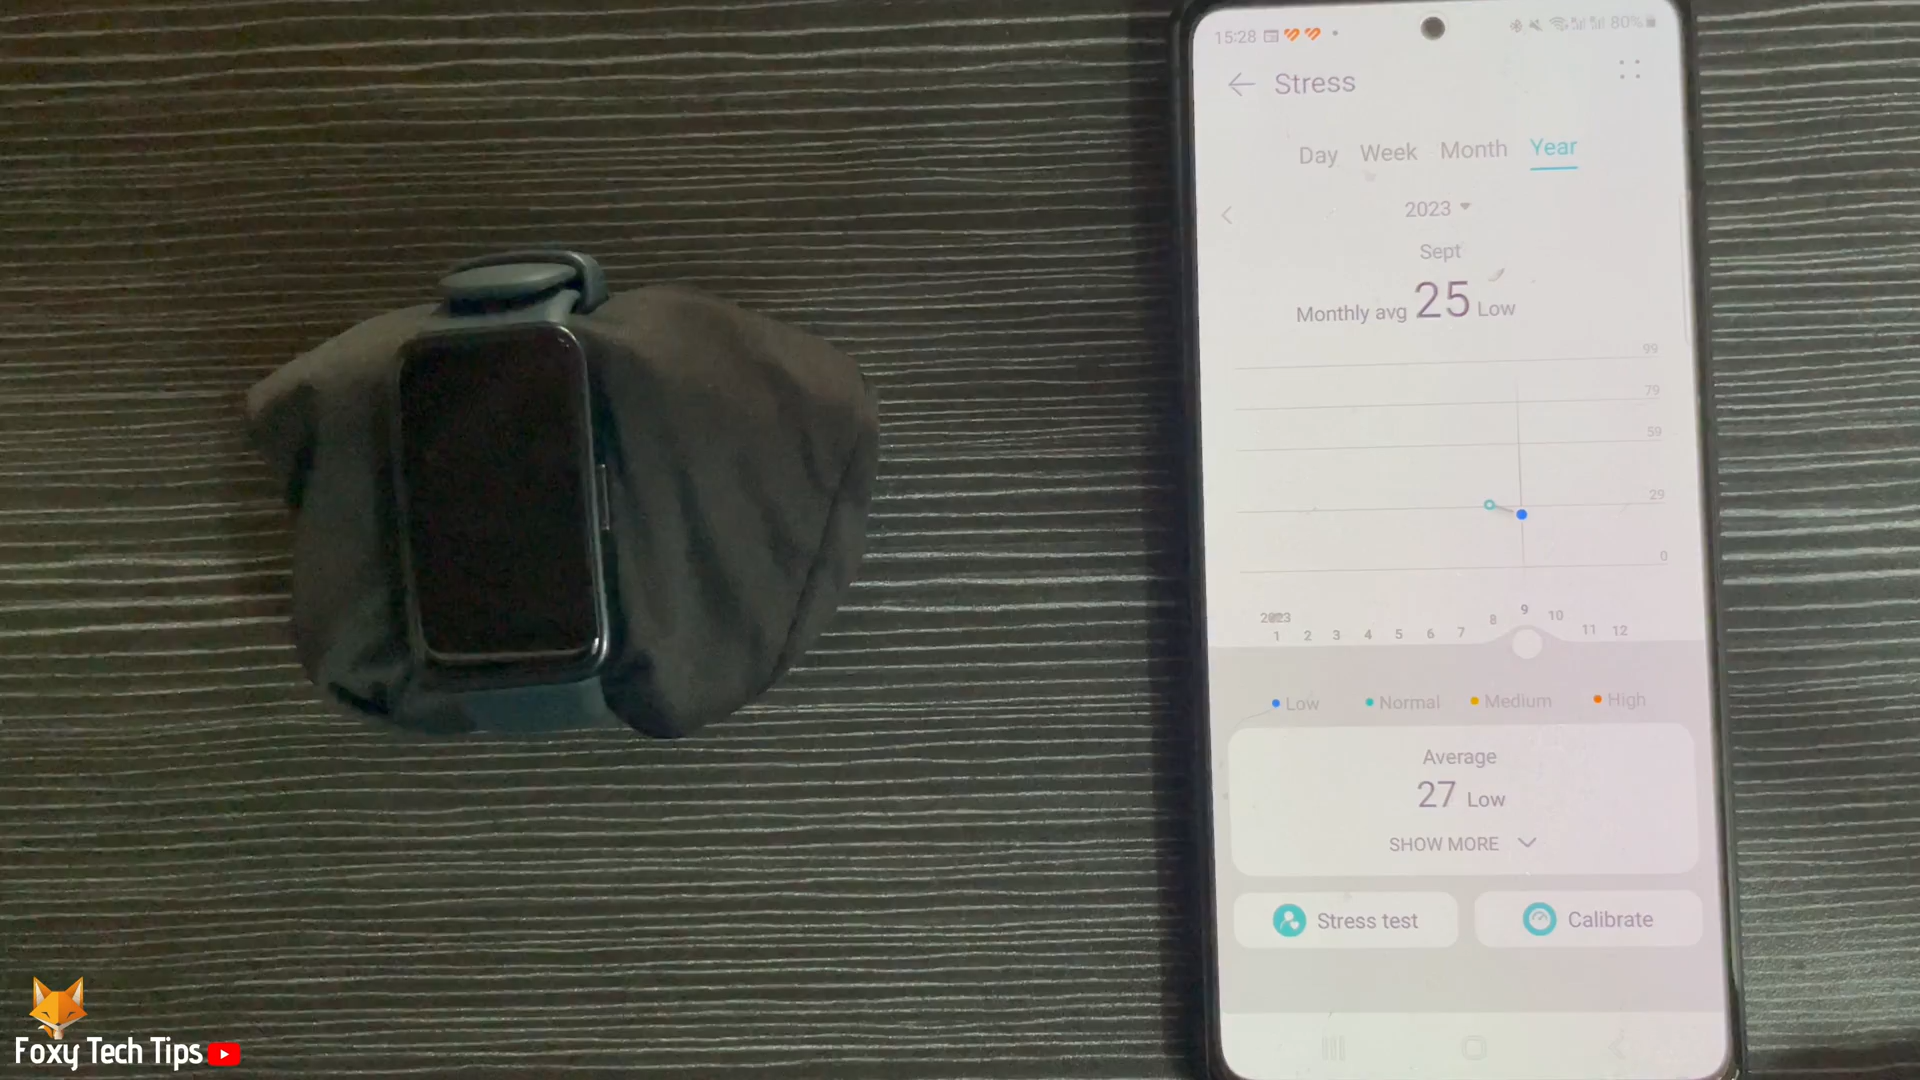 15:28 80%
Stress
Day Week Month Year
2023
Sept
Monthly avg 25 Low
99
79
59
29
0
2023
1 2 3 4 5 6 7 8 9 10 11 12
Low Normal Medium High
Average
27 Low
SHOW MORE
Stress test Calibrate
Foxy Tech Tips